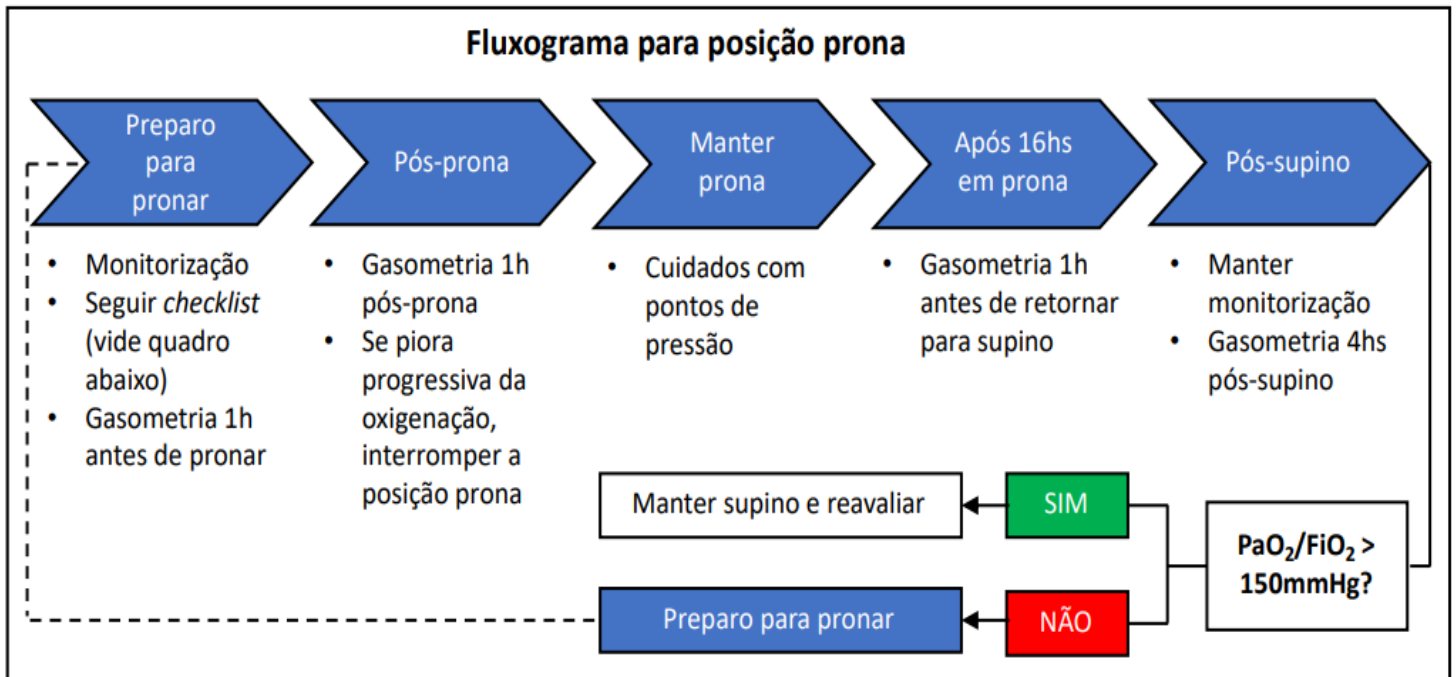 Fluxograma para posição prona
Preparo
para
pronar
Pós-prona
Manter
prona
Após 16hs
em prona
Pós-supino
• Monitorização
• Seguir checklist
(vide quadro
abaixo)
• Gasometria 1h
antes de pronar
• Gasometria 1h
pós-prona
• Se piora
progressiva da
oxigenação,
interromper a
posição prona
• Cuidados com
pontos de
pressão
• Gasometria 1h
antes de retornar
para supino
• Manter
monitorização
• Gasometria 4hs
pós-supino
PaO₂/FiO₂ >
150mmHg?
SIM
Manter supino e reavaliar
NÃO
Preparo para pronar